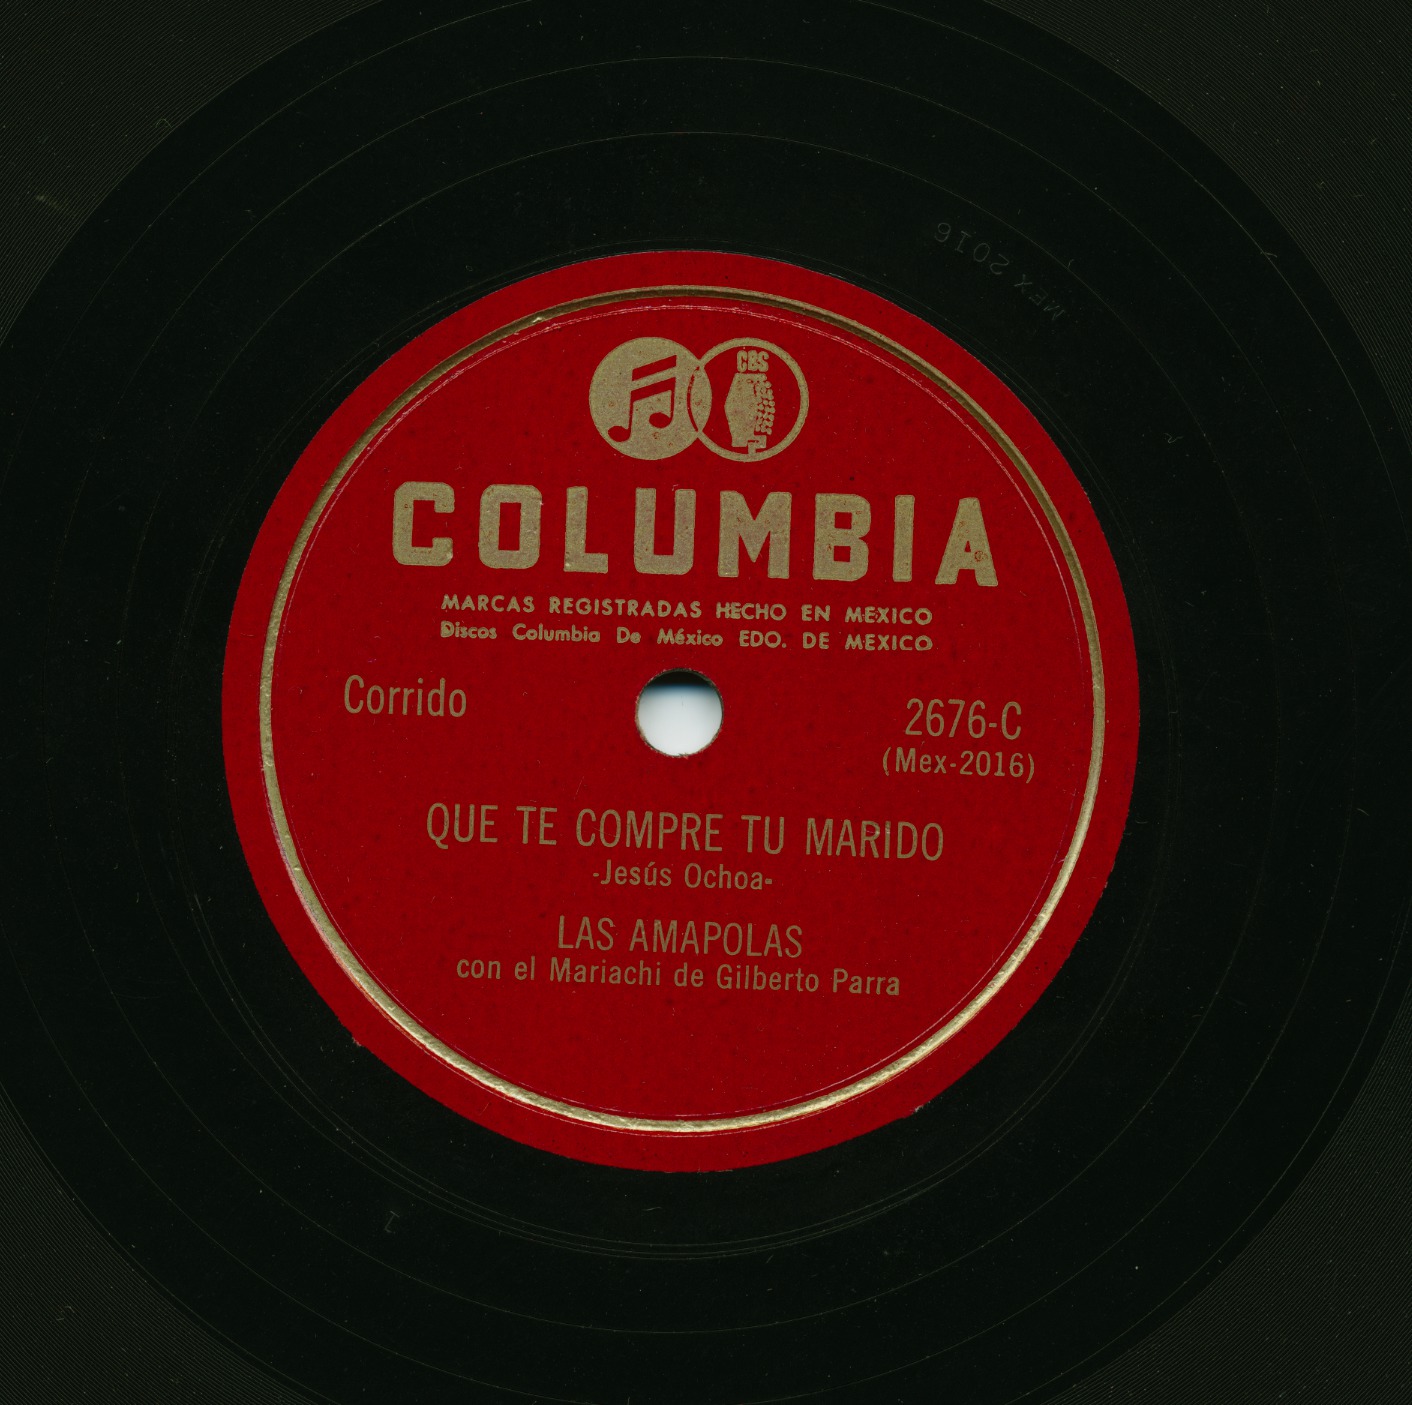 MEX 2016
CBS
COLUMBIA
MARCAS REGISTRADAS HECHO EN MEXICO
Discos Columbia De México EDO. DE MEXICO
Corrido
2676-C
(Mex-2016)
QUE TE COMPRE TU MARIDO
-Jesús Ochoa-
LAS AMAPOLAS
con el Mariachi de Gilberto Parra